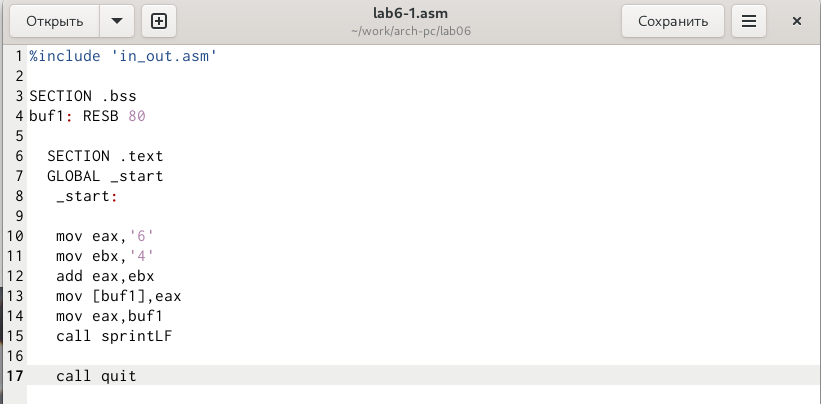 Открыть
lab6-1.asm
~/work/arch-pc/lab06
Сохранить
1 %include 'in_out.asm'
2
3 SECTION .bss
4 buf1: RESB 80
5
6 SECTION .text
7 GLOBAL _start
8 _start:
9
10 mov eax,'6'
11 mov ebx,'4'
12 add eax,ebx
13 mov [buf1],eax
14 mov eax,buf1
15 call sprintLF
16
17 call quit